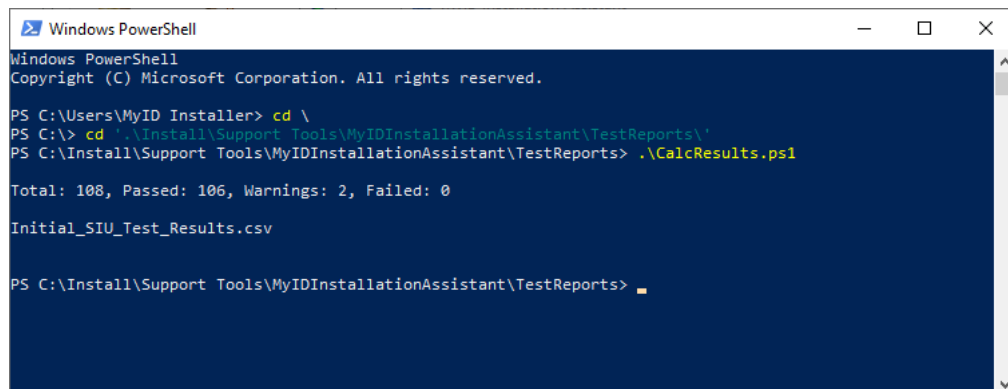 Windows PowerShell
Windows PowerShell
Copyright (C) Microsoft Corporation. All rights reserved.
PS C:\Users\MyID Installer> cd \
PS C:\> cd '.\Install\Support Tools\MyIDInstallationAssistant\TestReports\'
PS C:\Install\Support Tools\MyIDInstallationAssistant\TestReports> .\CalcResults.ps1
Total: 108, Passed: 106, Warnings: 2, Failed: 0
Initial_SIU_Test_Results.csv
PS C:\Install\Support Tools\MyIDInstallationAssistant\TestReports>